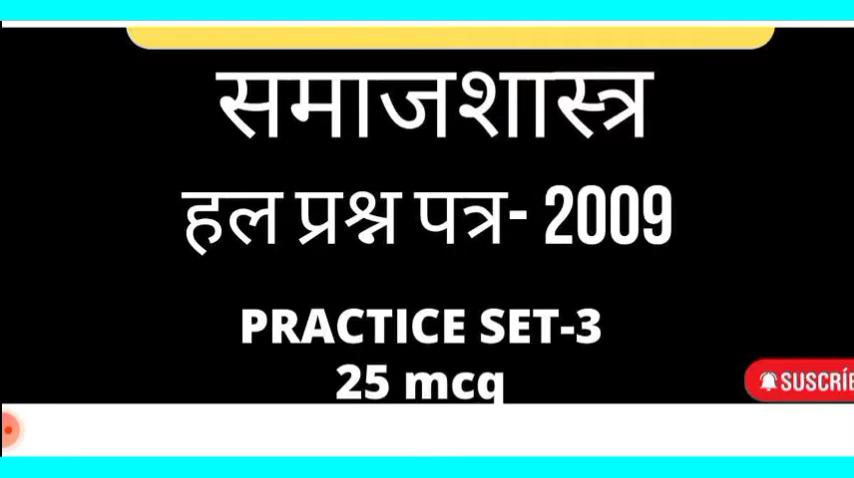 समाजशास्त्र
हल प्रश्न पत्र- 2009
PRACTICE SET-3
25 mcq